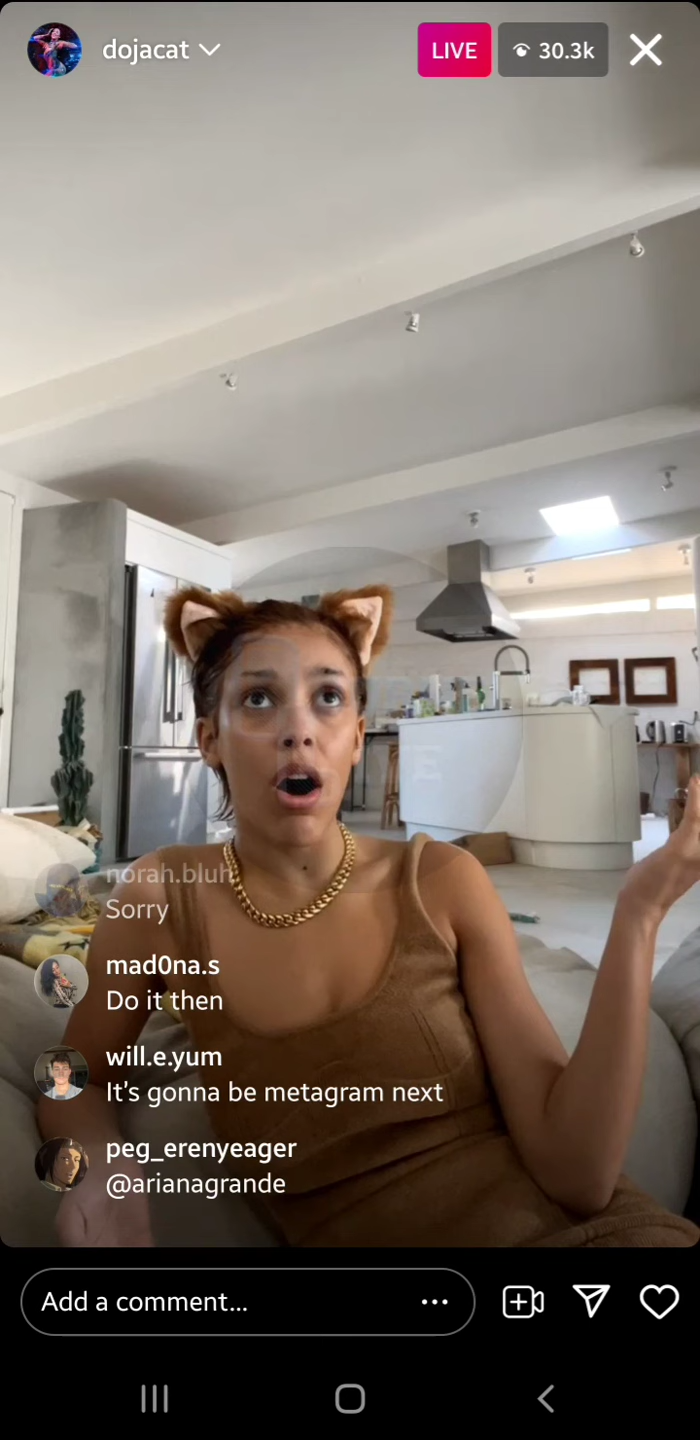 dojacat
LIVE
30.3k
norah.bluh
Sorry
mad0na.s
Do it then
will.e.yum
It's gonna be metagram next
peg_erenyeager
@arianagrande
Add a comment...